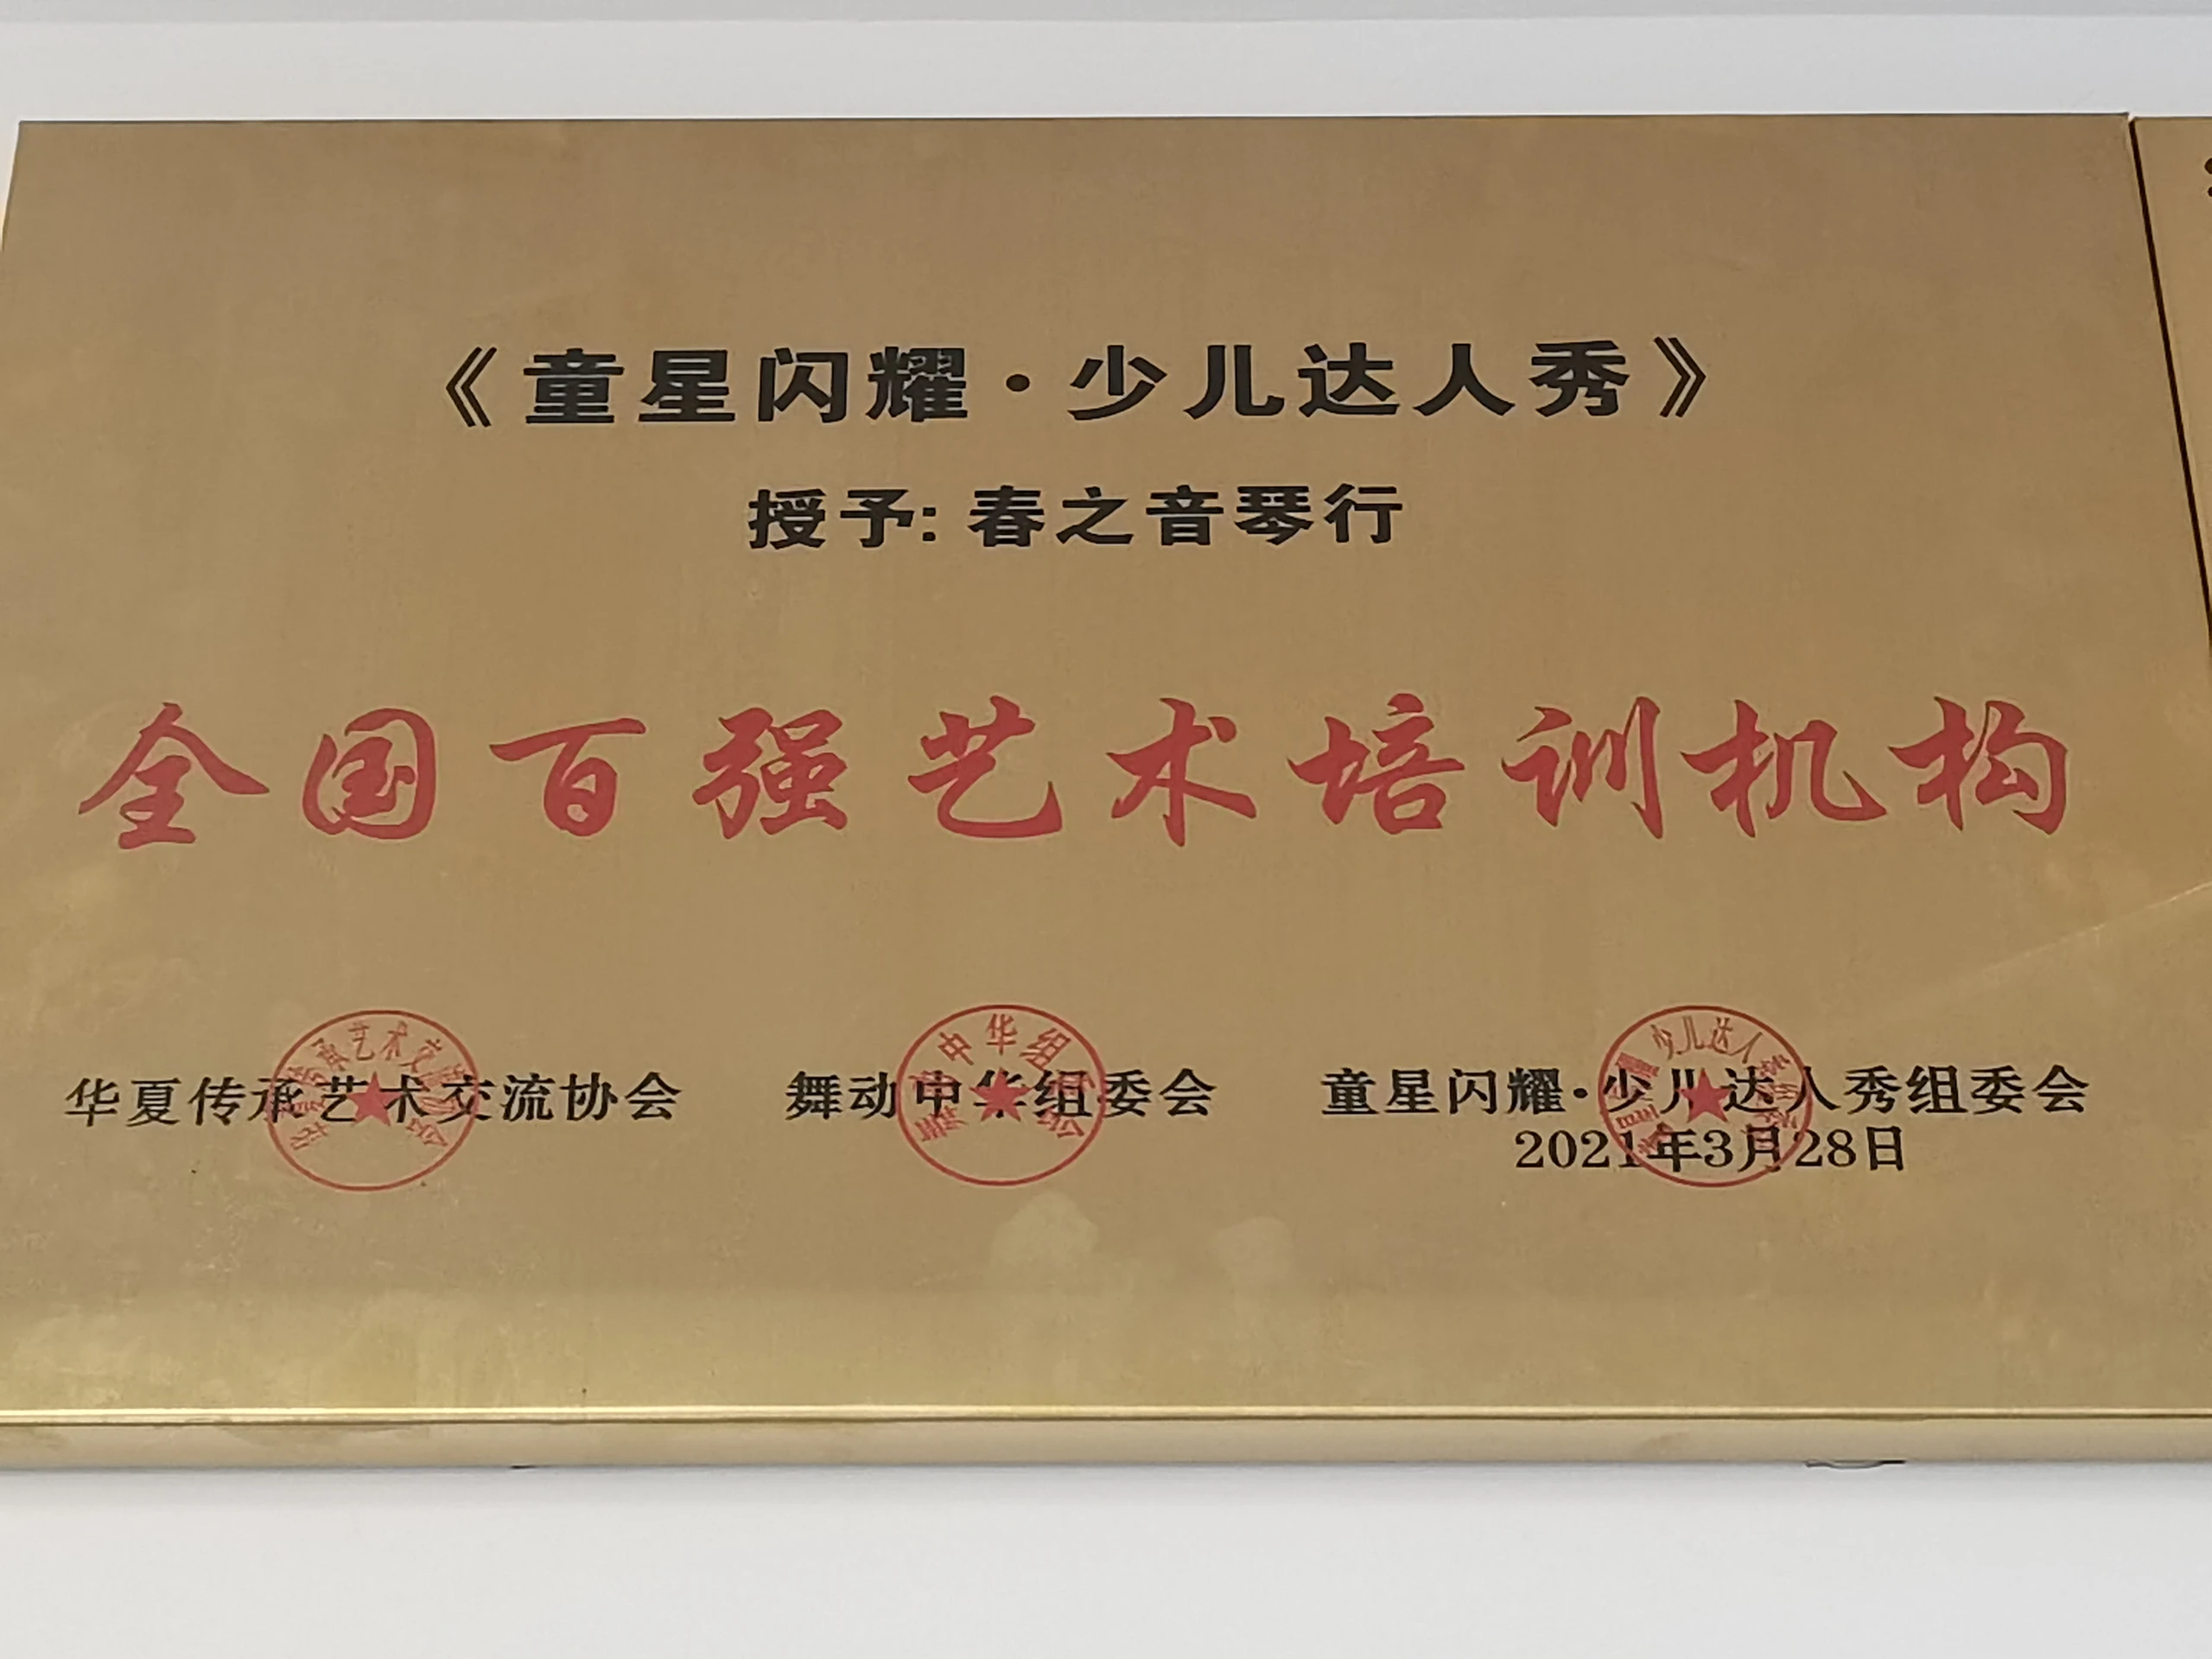 《童星闪耀·少儿达人秀》
授予: 春之音琴行
全国百强艺术培训机构
华夏传承艺术交流协会 舞动中华组委会 童星闪耀·少儿达人秀组委会
2021年3月28日